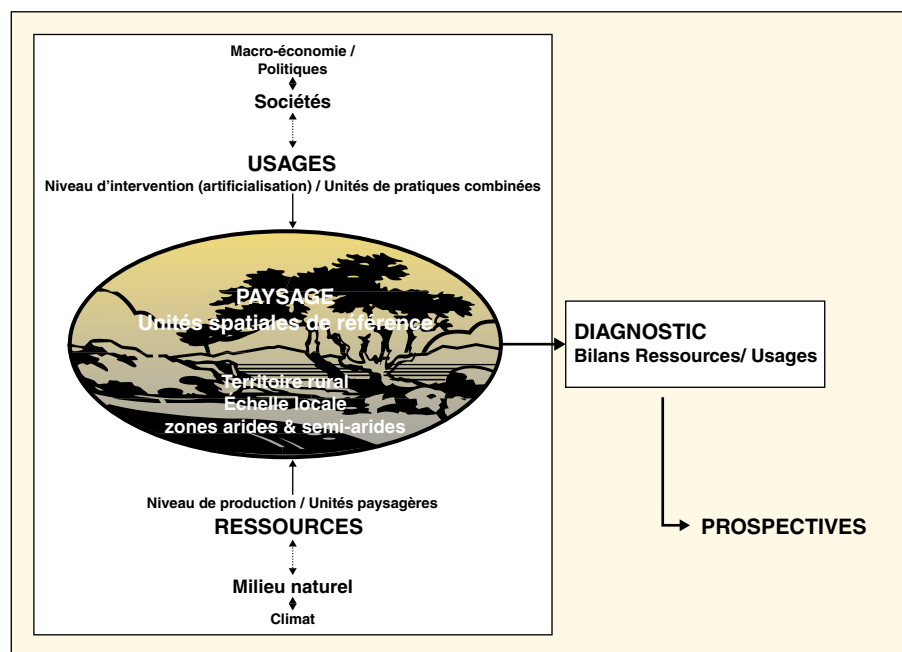 Macro-économie /
Politiques
Sociétés
USAGES
Niveau d'intervention (artificialisation) / Unités de pratiques combinées
PAYSAGE
Unités spatiales de référence
Territoire rural
Échelle locale
zones arides & semi-arides
Niveau de production / Unités paysagères
RESSOURCES
Milieu naturel
Climat
DIAGNOSTIC
Bilans Ressources/ Usages
PROSPECTIVES